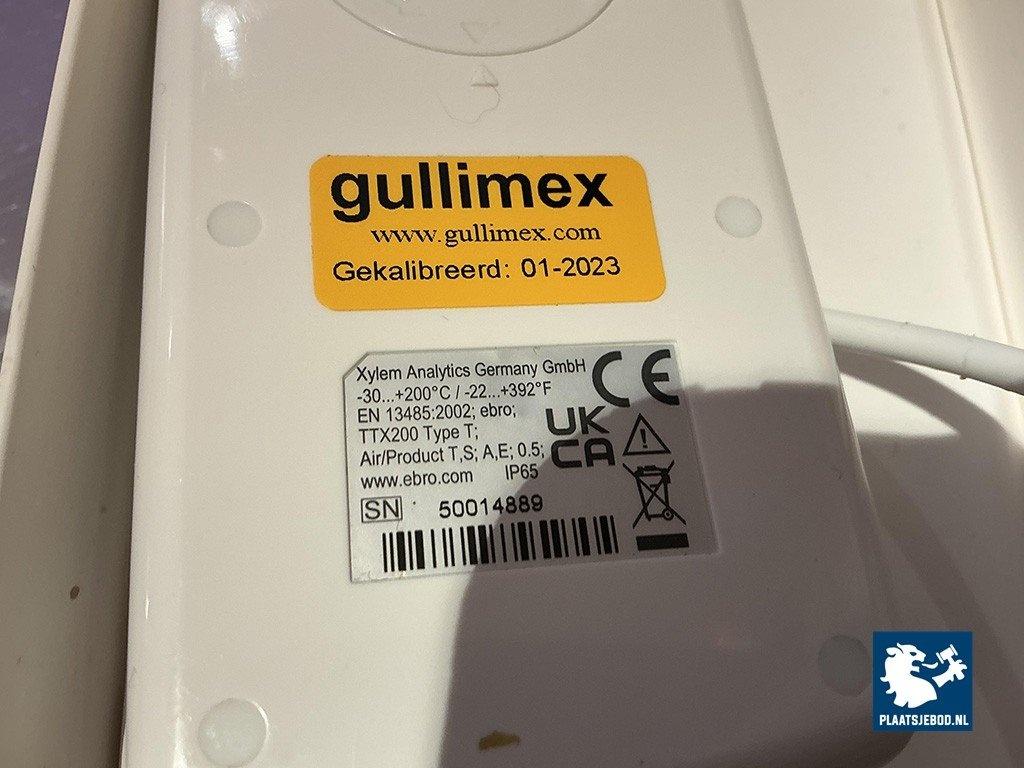 gullimex
www.gullimex.com
Gekalibreerd: 01-2023
Xylem Analytics Germany GmbH
-30...+200°C / -22...+392°F
EN 13485:2002; ebro;
TTX200 Type T;
Air/Product T,S; A,E; 0.5;
www.ebro.com IP65
CE
UK
CA
SN 50014889
PLAATSJEBOD.NL